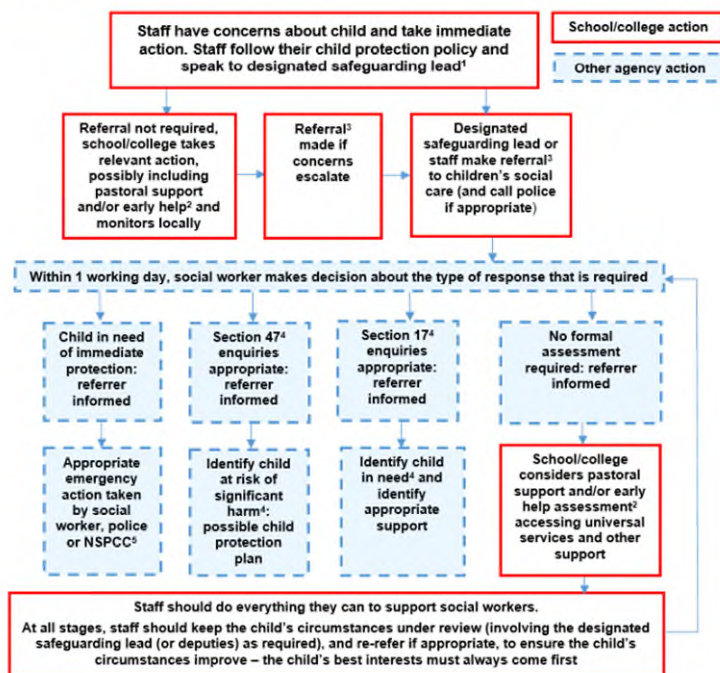 Staff have concerns about child and take immediate
action. Staff follow their child protection policy and
speak to designated safeguarding lead¹
School/college action
Other agency action
Referral not required,
school/college takes
relevant action,
possibly including
pastoral support
and/or early help² and
monitors locally
Referral³
made if
concerns
escalate
Designated
safeguarding lead or
staff make referral³
to children's social
care (and call police
if appropriate)
Within 1 working day, social worker makes decision about the type of response that is required
Child in need
of immediate
protection:
referrer
informed
Section 47⁴
enquiries
appropriate:
referrer
informed
Section 17⁴
enquiries
appropriate:
referrer
informed
No formal
assessment
required: referrer
informed
Appropriate
emergency
action taken
by social
worker, police
or NSPCC⁵
Identify child
at risk of
significant
harm⁴:
possible child
protection
plan
Identify child
in need⁴ and
identify
appropriate
support
School/college
considers pastoral
support and/or early
help assessment²
accessing universal
services and other
support
Staff should do everything they can to support social workers.
At all stages, staff should keep the child's circumstances under review (involving the designated
safeguarding lead (or deputies) as required), and re-refer if appropriate, to ensure the child's
circumstances improve – the child's best interests must always come first